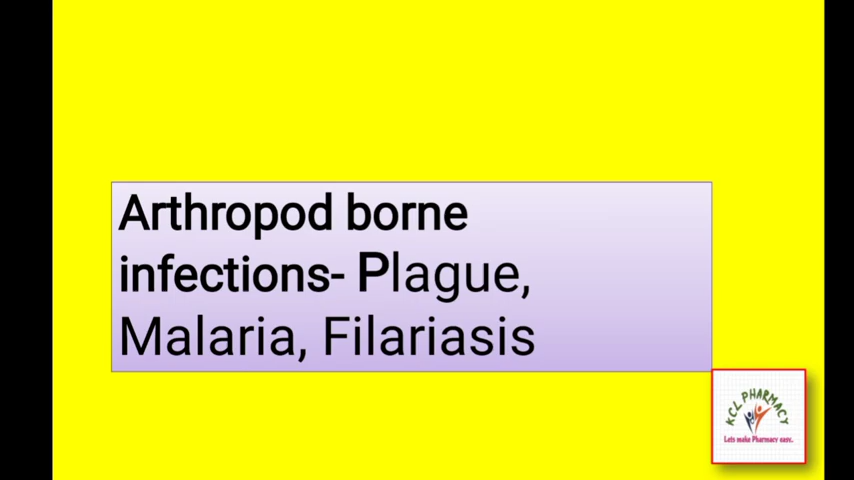 Arthropod borne
infections- Plague,
Malaria, Filariasis
KCL PHARMACY
Lets make Pharmacy easy.